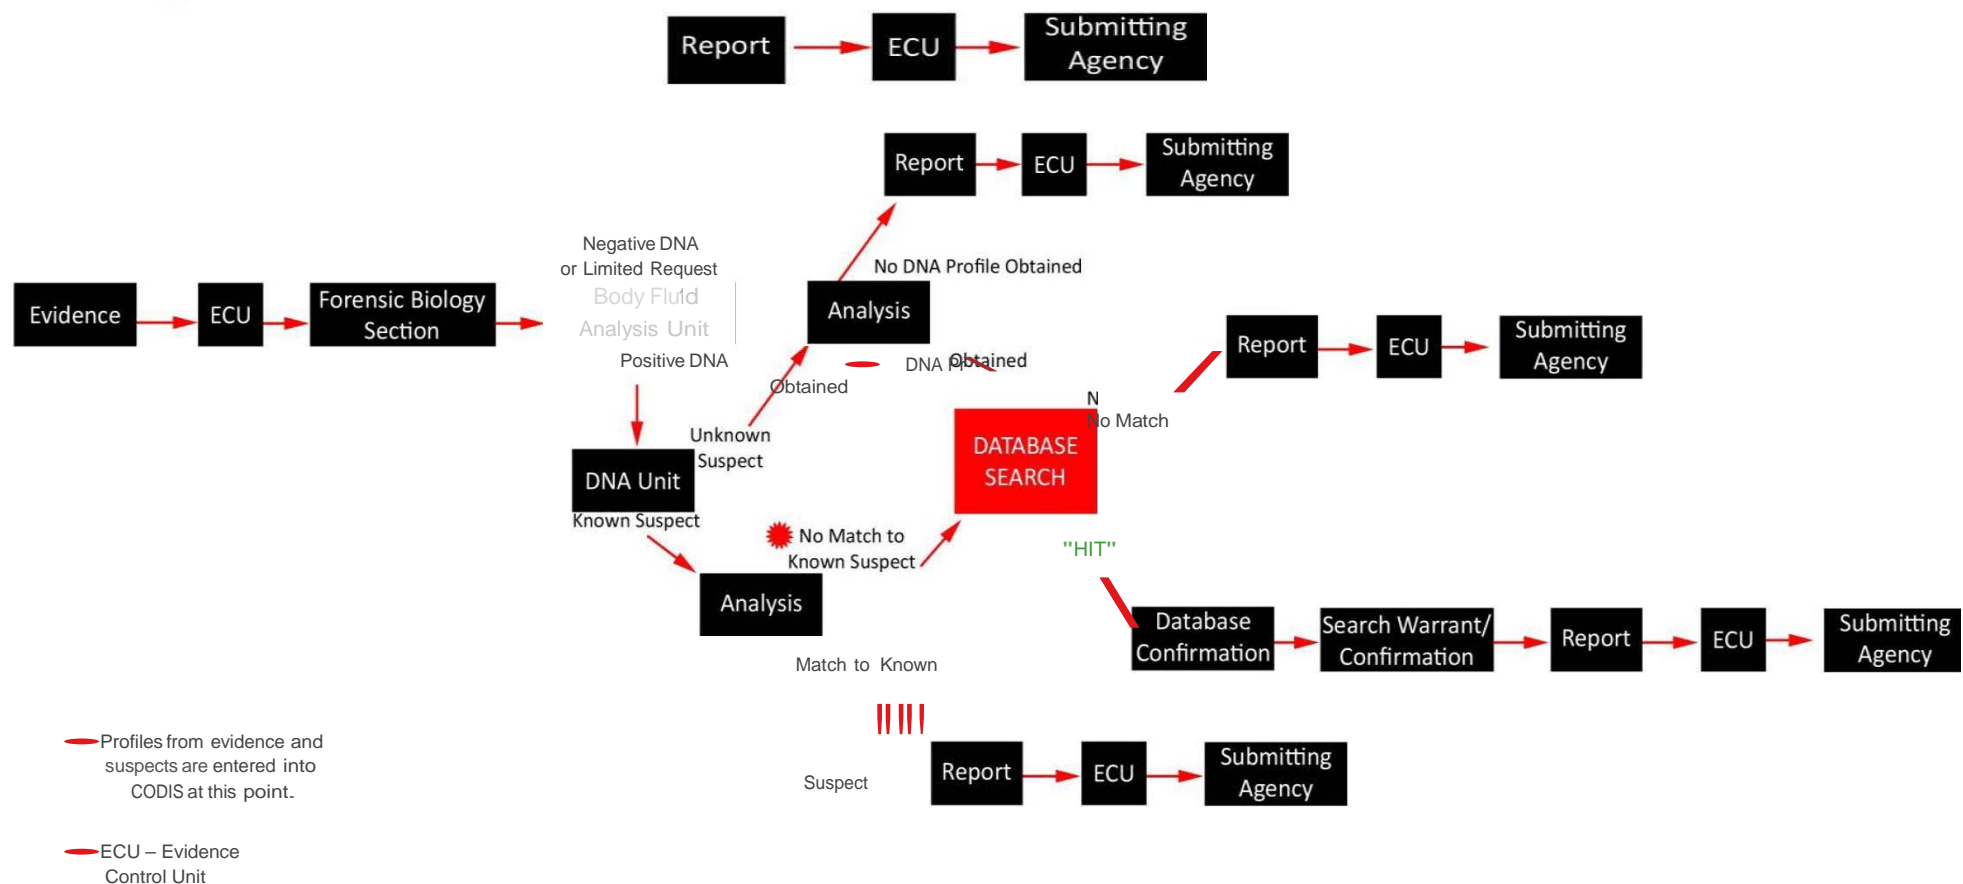 Report
ECU
Submitting
Agency
Report
ECU
Submitting
Agency
Negative DNA
or Limited Request
No DNA Profile Obtained
Evidence
ECU
Forensic Biology
Section
Body Fluid
Analysis Unit
Analysis
Positive DNA
Obtained
DNA Pr
Obtained
Report
ECU
Submitting
Agency
N
No Match
Unknown
Suspect
DATABASE
SEARCH
DNA Unit
Known Suspect
No Match to
Known Suspect
"HIT"
Analysis
Database
Confirmation
Search Warrant/
Confirmation
Report
ECU
Submitting
Agency
Match to Known
Suspect
Report
ECU
Submitting
Agency
Profiles from evidence and
suspects are entered into
CODIS at this point.
ECU – Evidence
Control Unit